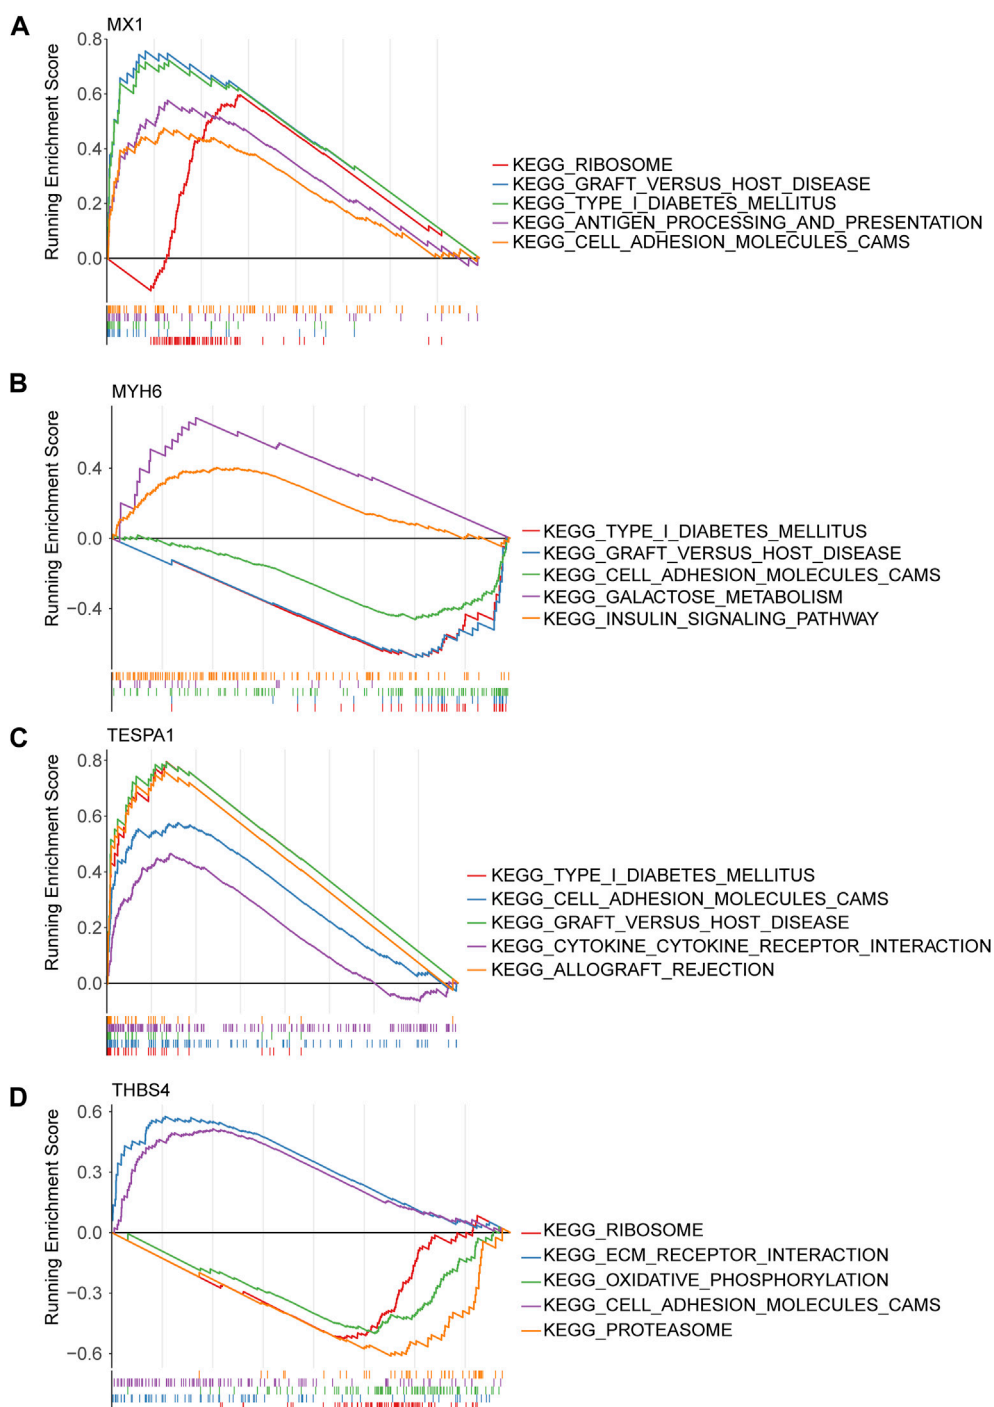 A
MX1
Running Enrichment Score
0.8
0.6
0.4
0.2
0.0
KEGG_RIBOSOME
KEGG_GRAFT_VERSUS_HOST_DISEASE
KEGG_TYPE_I_DIABETES_MELLITUS
KEGG_ANTIGEN_PROCESSING_AND_PRESENTATION
KEGG_CELL_ADHESION_MOLECULES_CAMS
B
MYH6
Running Enrichment Score
0.4
0.0
−0.4
KEGG_TYPE_I_DIABETES_MELLITUS
KEGG_GRAFT_VERSUS_HOST_DISEASE
KEGG_CELL_ADHESION_MOLECULES_CAMS
KEGG_GALACTOSE_METABOLISM
KEGG_INSULIN_SIGNALING_PATHWAY
C
TESPA1
Running Enrichment Score
0.8
0.6
0.4
0.2
0.0
KEGG_TYPE_I_DIABETES_MELLITUS
KEGG_CELL_ADHESION_MOLECULES_CAMS
KEGG_GRAFT_VERSUS_HOST_DISEASE
KEGG_CYTOKINE_CYTOKINE_RECEPTOR_INTERACTION
KEGG_ALLOGRAFT_REJECTION
D
THBS4
Running Enrichment Score
0.6
0.3
0.0
−0.3
−0.6
KEGG_RIBOSOME
KEGG_ECM_RECEPTOR_INTERACTION
KEGG_OXIDATIVE_PHOSPHORYLATION
KEGG_CELL_ADHESION_MOLECULES_CAMS
KEGG_PROTEASOME